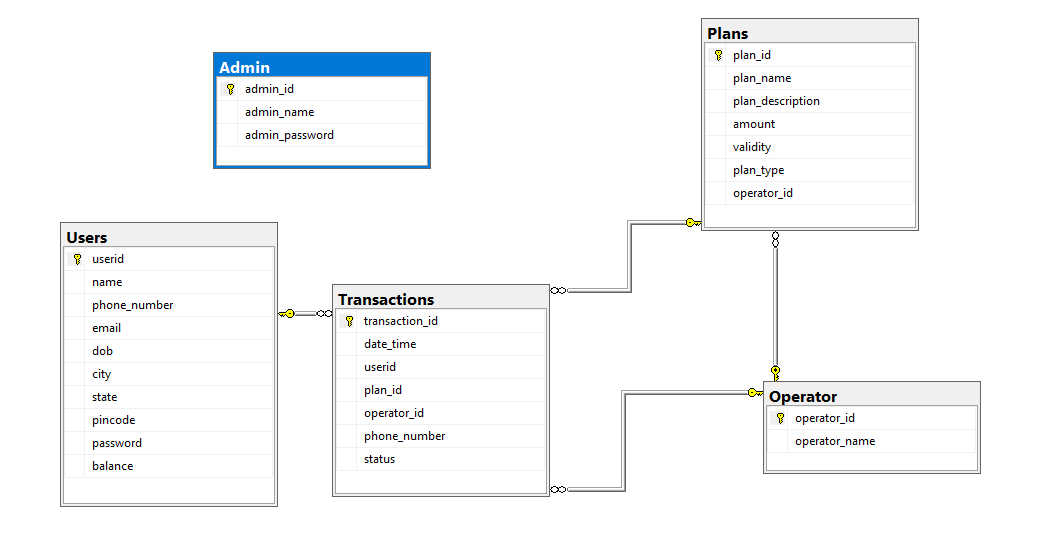 Admin
admin_id
admin_name
admin_password
Plans
plan_id
plan_name
plan_description
amount
validity
plan_type
operator_id
Users
userid
name
phone_number
email
dob
city
state
pincode
password
balance
Transactions
transaction_id
date_time
userid
plan_id
operator_id
phone_number
status
Operator
operator_id
operator_name